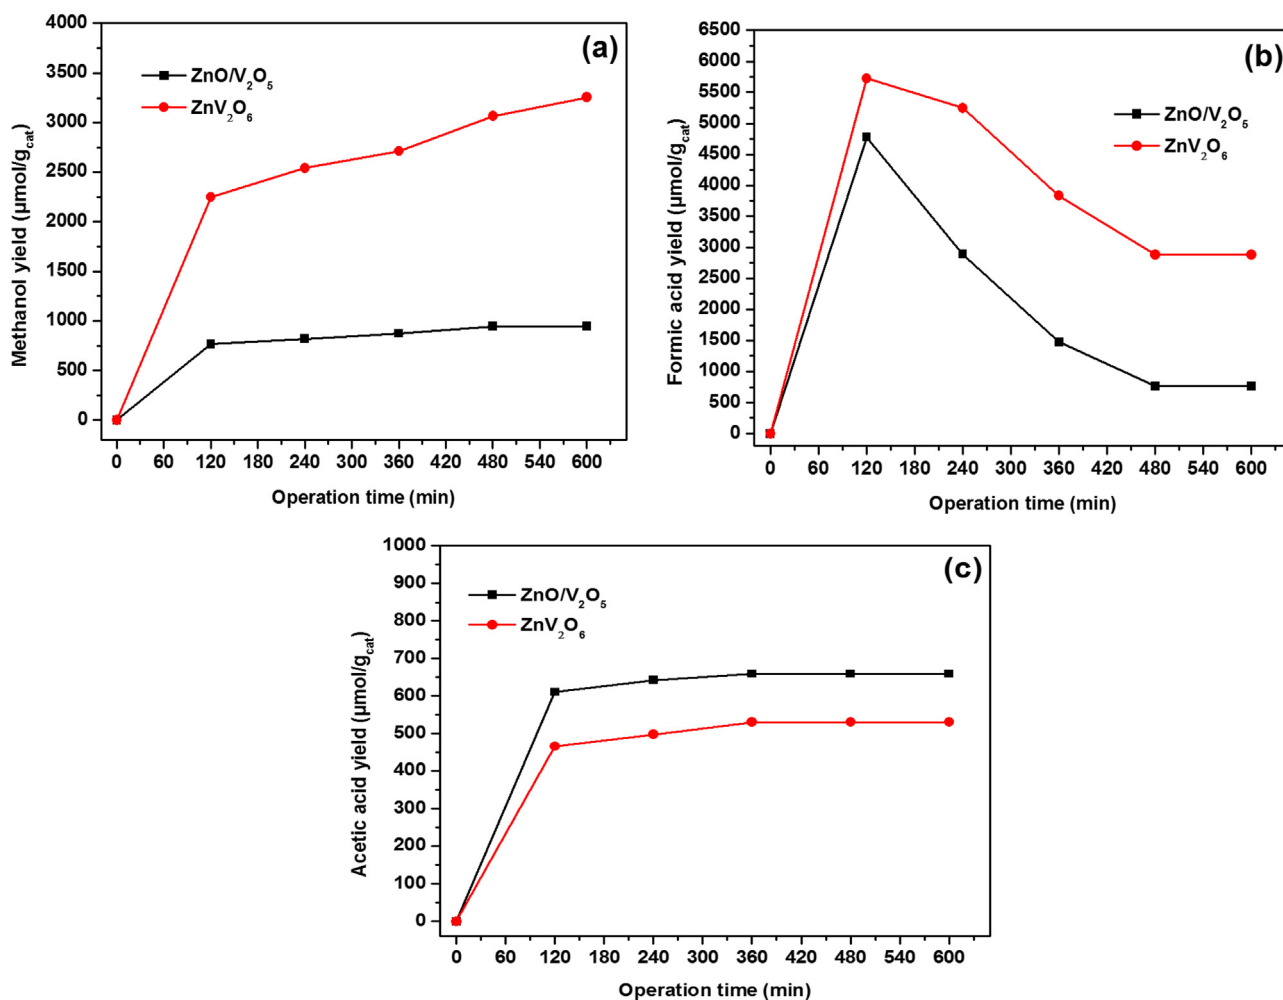 (a)
ZnO/V₂O₅
ZnV₂O₆
Methanol yield (μmol/g_cat)
4000
3500
3000
2500
2000
1500
1000
500
0
0 60 120 180 240 300 360 420 480 540 600
Operation time (min)
(b)
ZnO/V₂O₅
ZnV₂O₆
Formic acid yield (μmol/g_cat)
6500
6000
5500
5000
4500
4000
3500
3000
2500
2000
1500
1000
500
0
0 60 120 180 240 300 360 420 480 540 600
Operation time (min)
(c)
ZnO/V₂O₅
ZnV₂O₆
Acetic acid yield (μmol/g_cat)
1000
900
800
700
600
500
400
300
200
100
0
0 60 120 180 240 300 360 420 480 540 600
Operation time (min)